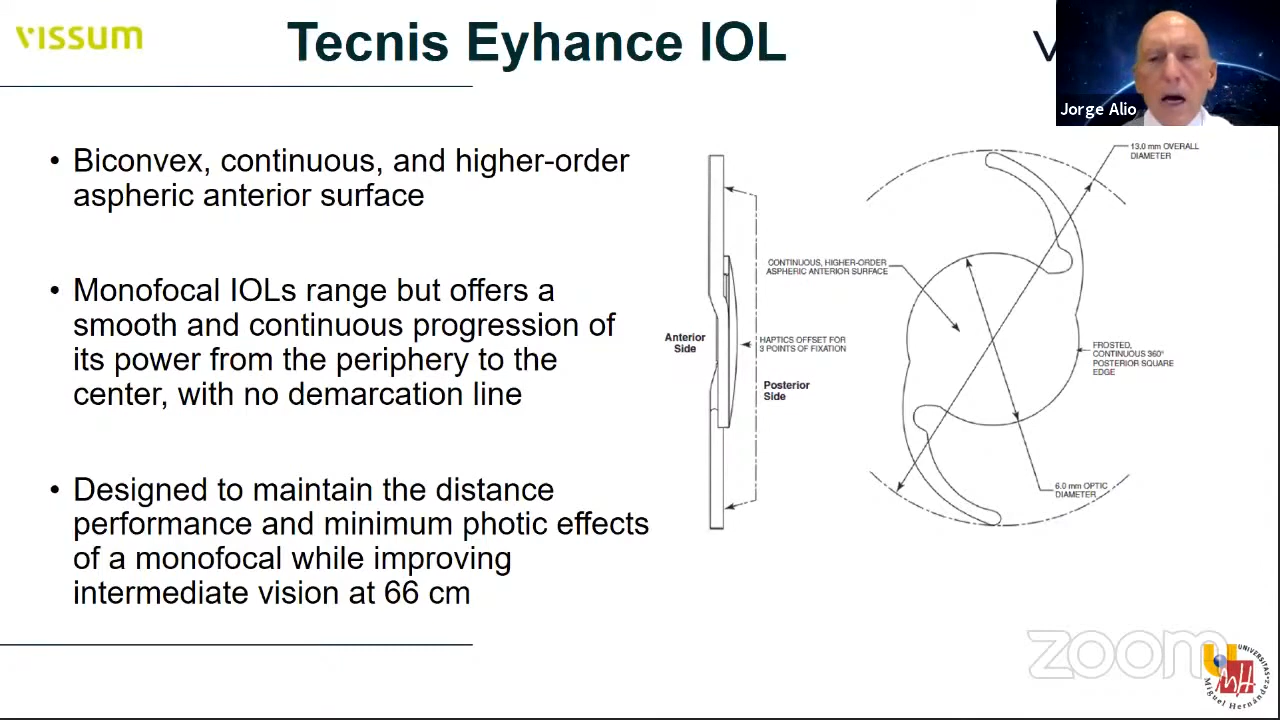 vissum
Tecnis Eyhance IOL
V
Jorge Alio
• Biconvex, continuous, and higher-order
aspheric anterior surface
• Monofocal IOLs range but offers a
smooth and continuous progression of
its power from the periphery to the
center, with no demarcation line
• Designed to maintain the distance
performance and minimum photic effects
of a monofocal while improving
intermediate vision at 66 cm
13.0 mm OVERALL
DIAMETER
CONTINUOUS, HIGHER-ORDER
ASPHERIC ANTERIOR SURFACE
Anterior
Side
HAPTICS OFFSET FOR
3 POINTS OF FIXATION
Posterior
Side
FROSTED,
CONTINUOUS 360°
POSTERIOR SQUARE
EDGE
6.0 mm OPTIC
DIAMETER
zoom
UNIVERSITAS
Miguel Hernández